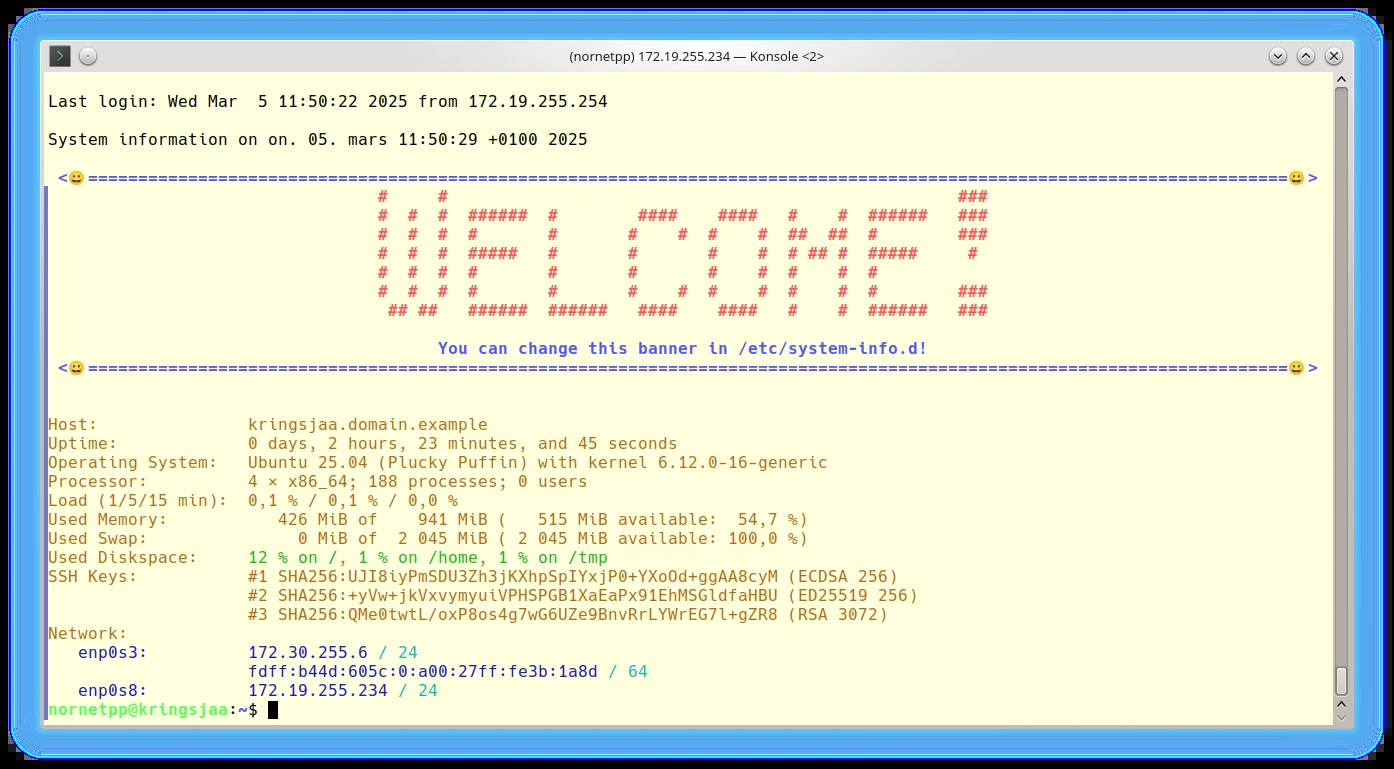 (nornetpp) 172.19.255.234 — Konsole <2>
Last login: Wed Mar  5 11:50:22 2025 from 172.19.255.254
System information on on. 05. mars 11:50:29 +0100 2025
<😀========================================================================================================================😀>
WELCOME!
You can change this banner in /etc/system-info.d!
<😀========================================================================================================================😀>
Host:               kringsjaa.domain.example
Uptime:             0 days, 2 hours, 23 minutes, and 45 seconds
Operating System:   Ubuntu 25.04 (Plucky Puffin) with kernel 6.12.0-16-generic
Processor:          4 × x86_64; 188 processes; 0 users
Load (1/5/15 min):  0,1 % / 0,1 % / 0,0 %
Used Memory:           426 MiB of    941 MiB (   515 MiB available:  54,7 %)
Used Swap:               0 MiB of  2 045 MiB ( 2 045 MiB available: 100,0 %)
Used Diskspace:     12 % on /, 1 % on /home, 1 % on /tmp
SSH Keys:           #1 SHA256:UJI8iyPmSDU3Zh3jKXhpSpIYxjP0+YXoOd+ggAA8cyM (ECDSA 256)
                    #2 SHA256:+yVw+jkVxvymyuiVPHSPGB1XaEaPx91EhMSGldfaHBU (ED25519 256)
                    #3 SHA256:QMe0twtL/oxP8os4g7wG6UZe9BnvRrLYWrEG7l+gZR8 (RSA 3072)
Network:
   enp0s3:          172.30.255.6 / 24
                    fdff:b44d:605c:0:a00:27ff:fe3b:1a8d / 64
   enp0s8:          172.19.255.234 / 24
nornetpp@kringsjaa:~$